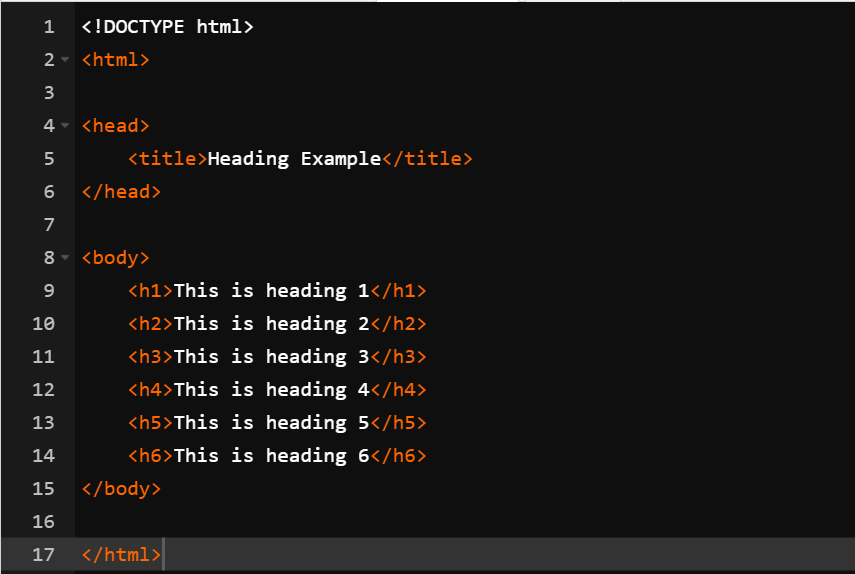 1 <!DOCTYPE html>
2 <html>
3
4 <head>
5     <title>Heading Example</title>
6 </head>
7
8 <body>
9     <h1>This is heading 1</h1>
10     <h2>This is heading 2</h2>
11     <h3>This is heading 3</h3>
12     <h4>This is heading 4</h4>
13     <h5>This is heading 5</h5>
14     <h6>This is heading 6</h6>
15 </body>
16
17 </html>